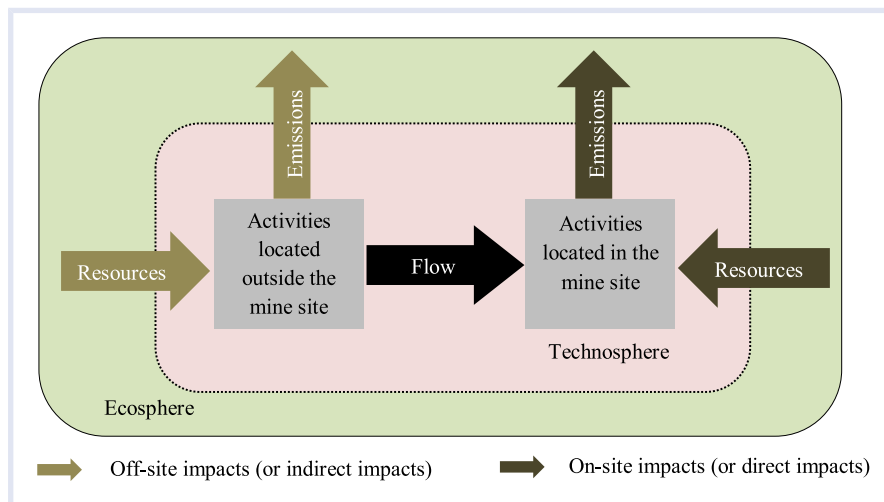 Emissions
Emissions
Activities
located
outside the
mine site
Activities
located in the
mine site
Resources
Flow
Resources
Technosphere
Ecosphere
Off-site impacts (or indirect impacts)
On-site impacts (or direct impacts)